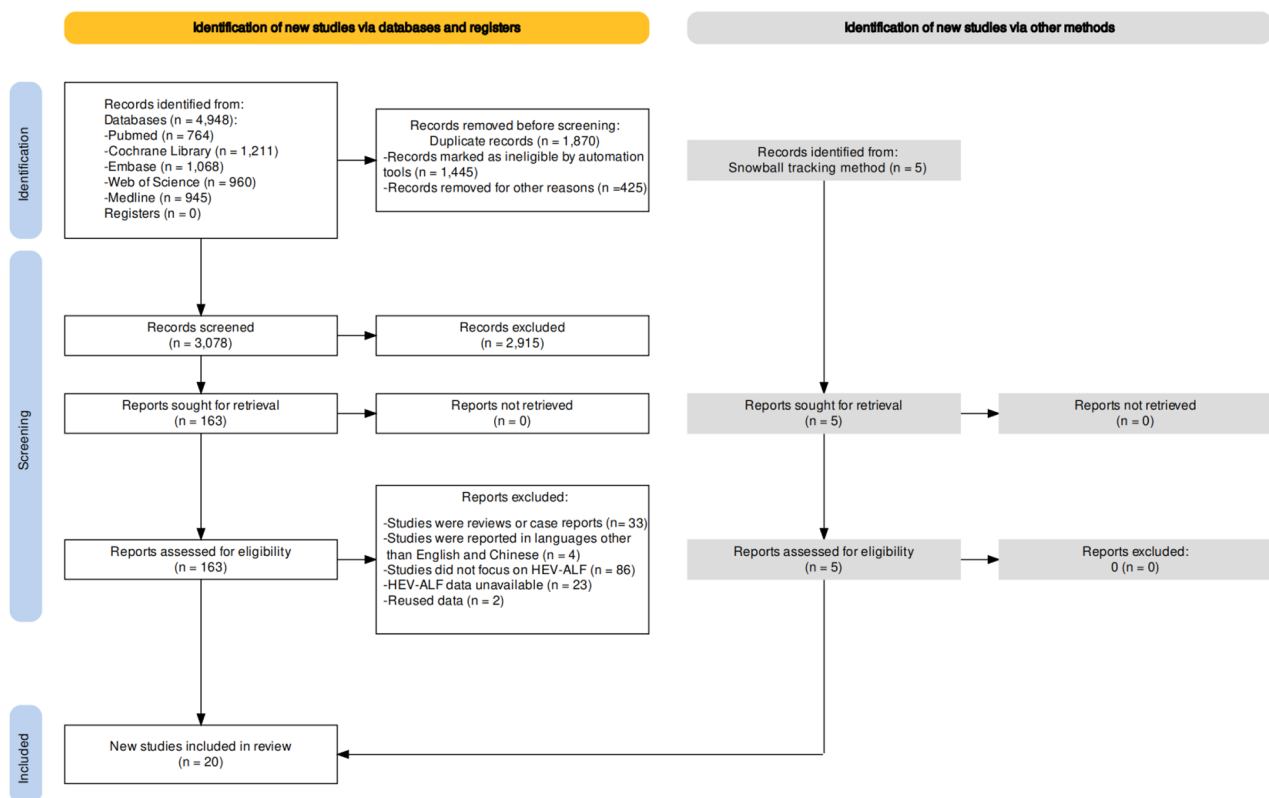 Identification of new studies via databases and registers
Identification of new studies via other methods
Identification
Records identified from:
Databases (n = 4,948):
-Pubmed (n = 764)
-Cochrane Library (n = 1,211)
-Embase (n = 1,068)
-Web of Science (n = 960)
-Medline (n = 945)
Registers (n = 0)
Records removed before screening:
Duplicate records (n = 1,870)
-Records marked as ineligible by automation
tools (n = 1,445)
-Records removed for other reasons (n =425)
Records identified from:
Snowball tracking method (n = 5)
Screening
Records screened
(n = 3,078)
Records excluded
(n = 2,915)
Reports sought for retrieval
(n = 163)
Reports not retrieved
(n = 0)
Reports sought for retrieval
(n = 5)
Reports not retrieved
(n = 0)
Reports assessed for eligibility
(n = 163)
Reports excluded:
-Studies were reviews or case reports (n= 33)
-Studies were reported in languages other
than English and Chinese (n = 4)
-Studies did not focus on HEV-ALF (n = 86)
-HEV-ALF data unavailable (n = 23)
-Reused data (n = 2)
Reports assessed for eligibility
(n = 5)
Reports excluded:
0 (n = 0)
Included
New studies included in review
(n = 20)